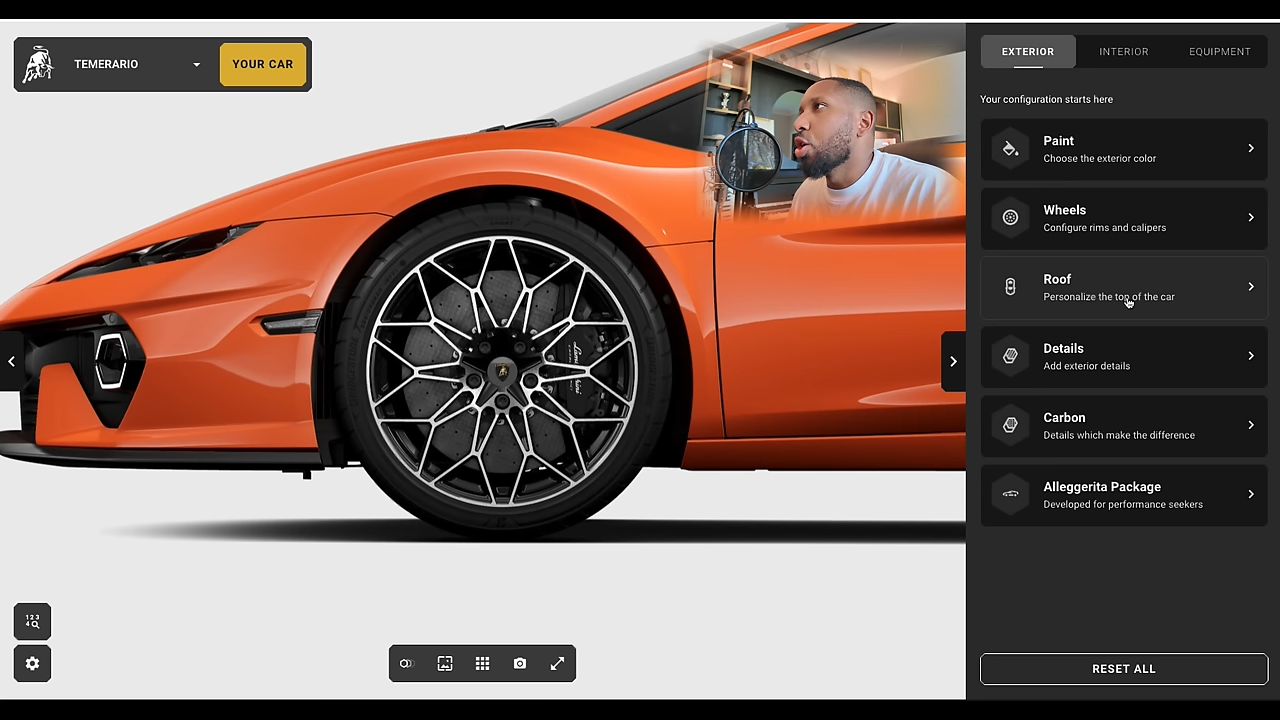 TEMERARIO
YOUR CAR
EXTERIOR
INTERIOR
EQUIPMENT
Your configuration starts here
Paint
Choose the exterior color
Wheels
Configure rims and calipers
Roof
Personalize the top of the car
Details
Add exterior details
Carbon
Details which make the difference
Alleggerita Package
Developed for performance seekers
RESET ALL